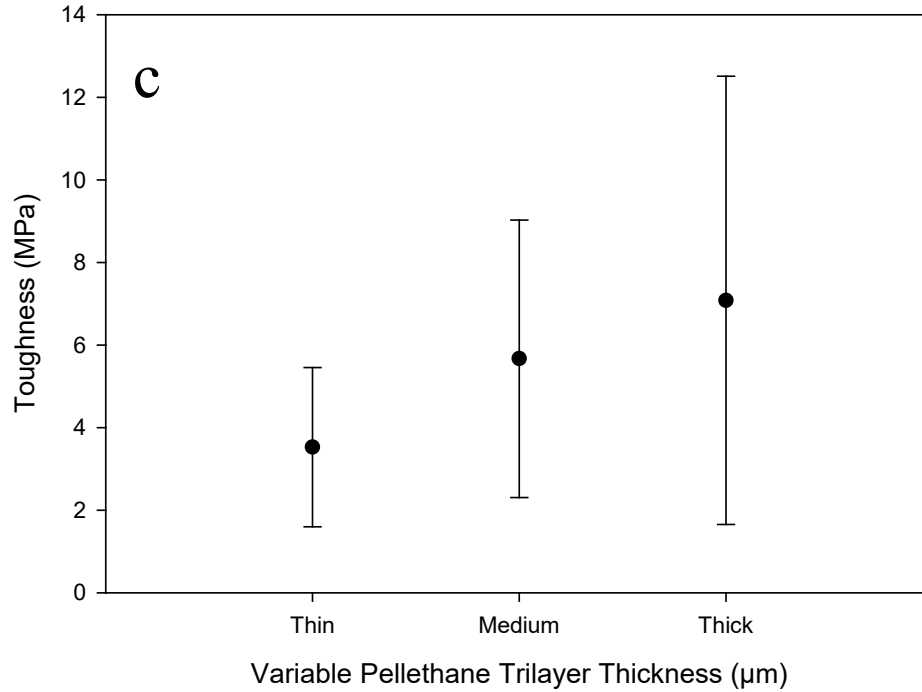 c
14
12
10
8
6
4
2
0
Toughness (MPa)
Thin Medium Thick
Variable Pellethane Trilayer Thickness (µm)